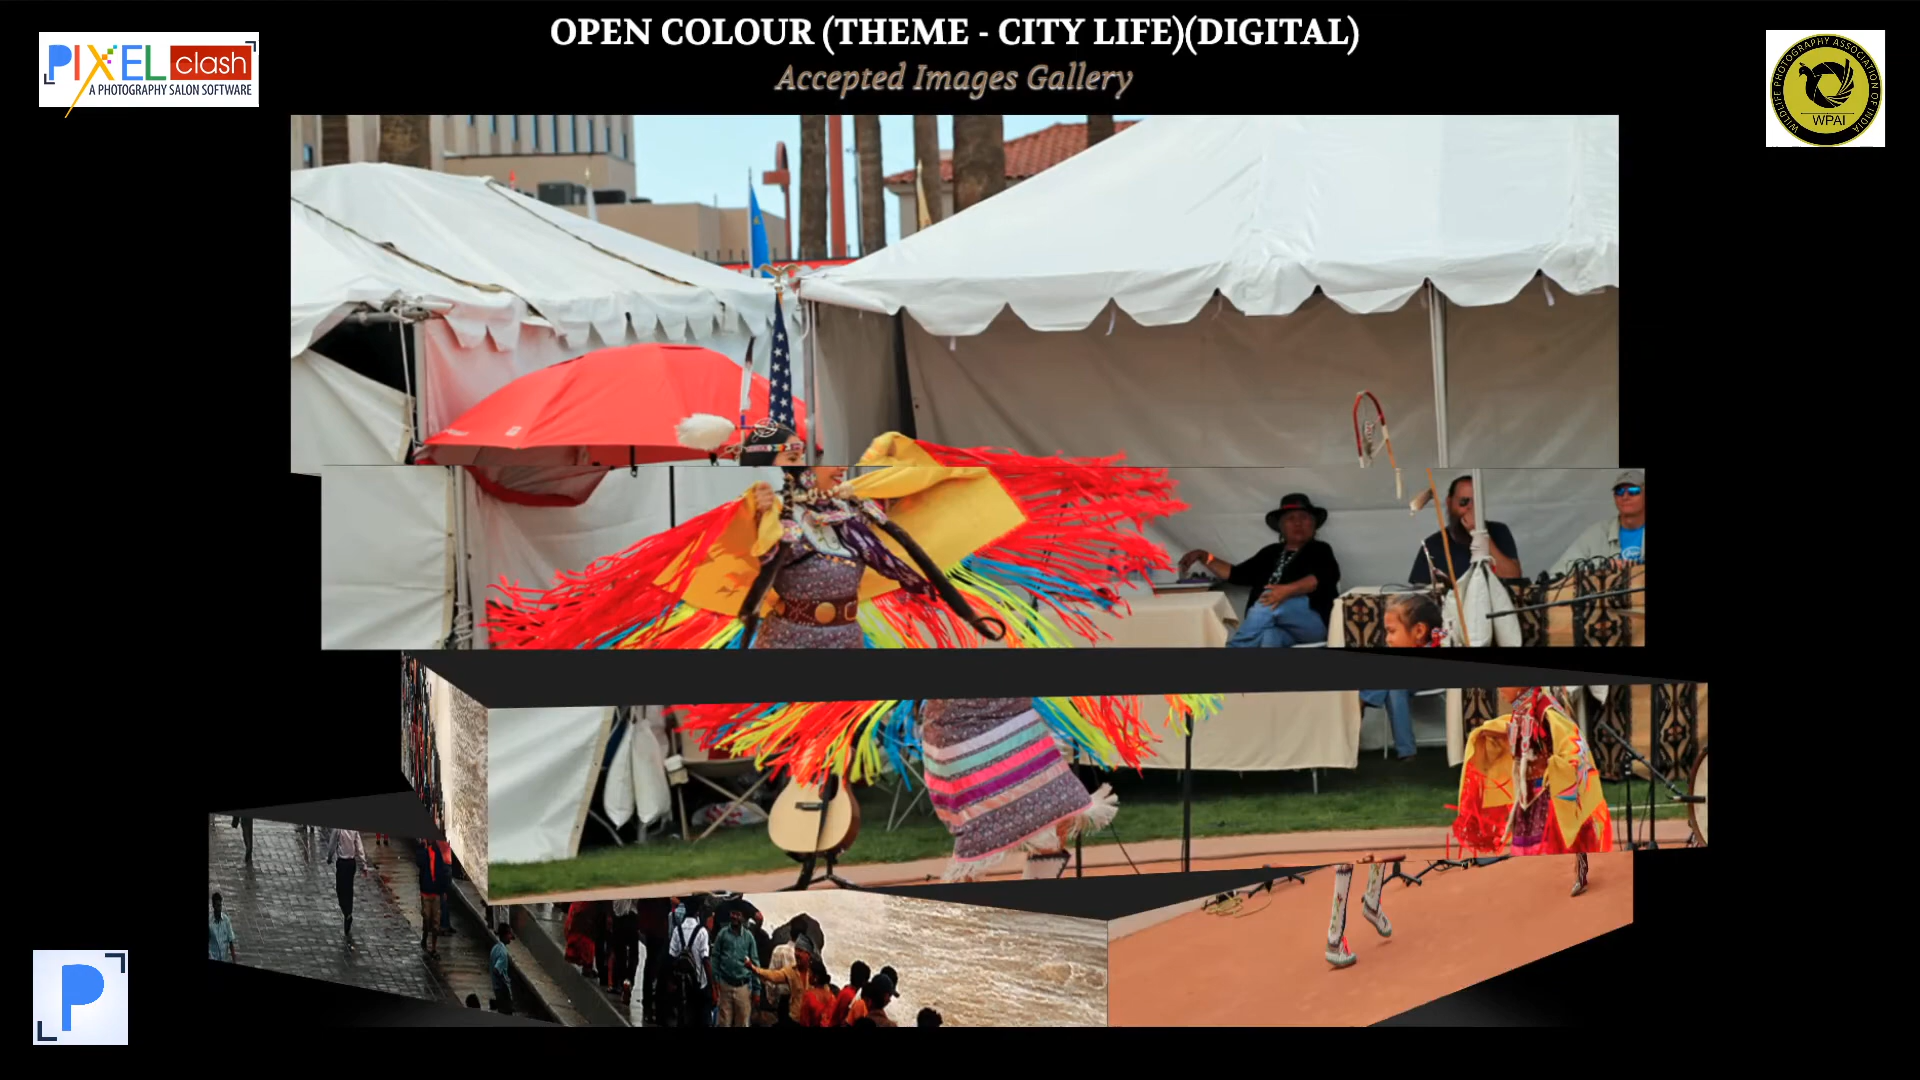 OPEN COLOUR (THEME - CITY LIFE)(DIGITAL)
Accepted Images Gallery
PIXEL clash
A PHOTOGRAPHY SALON SOFTWARE
WILDLIFE PHOTOGRAPHY ASSOCIATION OF INDIA
WPAI
P